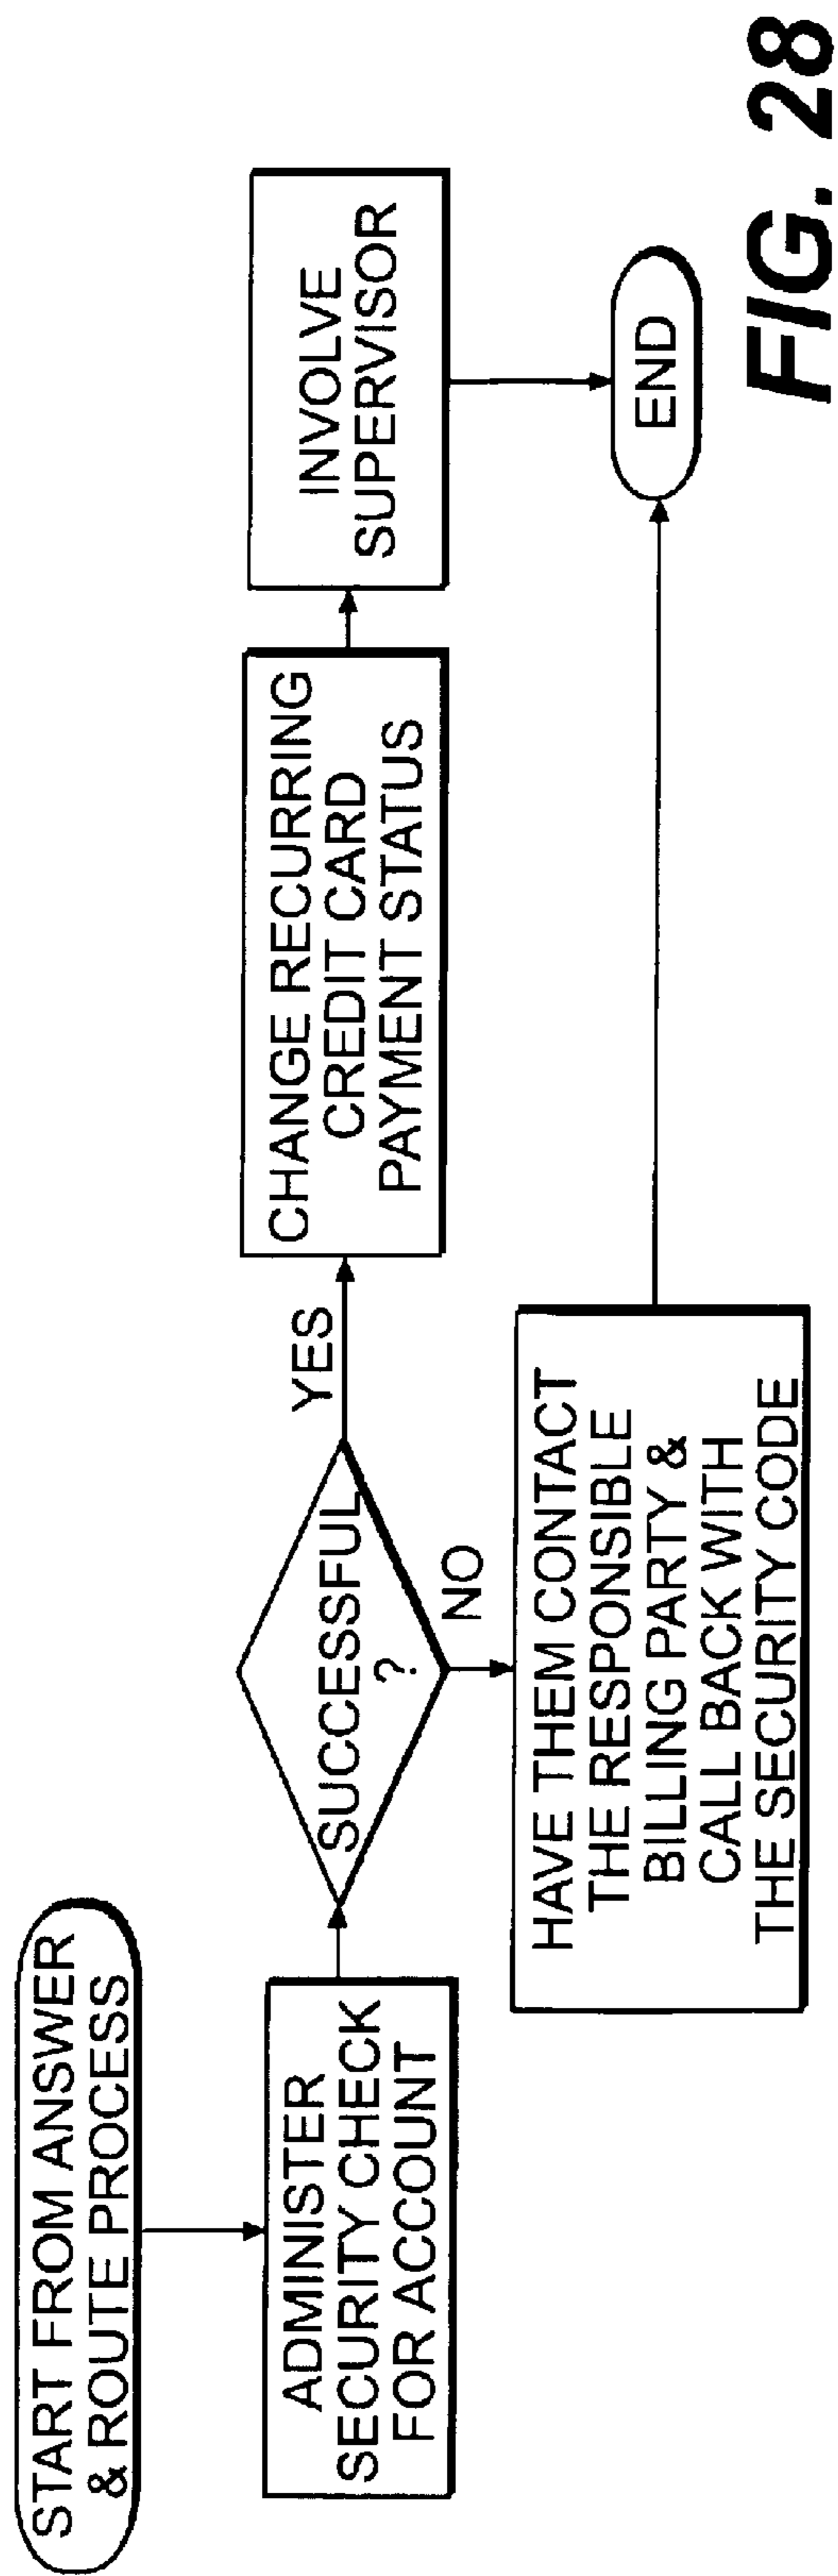 START FROM ANSWER
& ROUTE PROCESS
ADMINISTER
SECURITY CHECK
FOR ACCOUNT
SUCCESSFUL
?
YES
NO
CHANGE RECURRING
CREDIT CARD
PAYMENT STATUS
INVOLVE
SUPERVISOR
HAVE THEM CONTACT
THE RESPONSIBLE
BILLING PARTY &
CALL BACK WITH
THE SECURITY CODE
END
FIG. 28